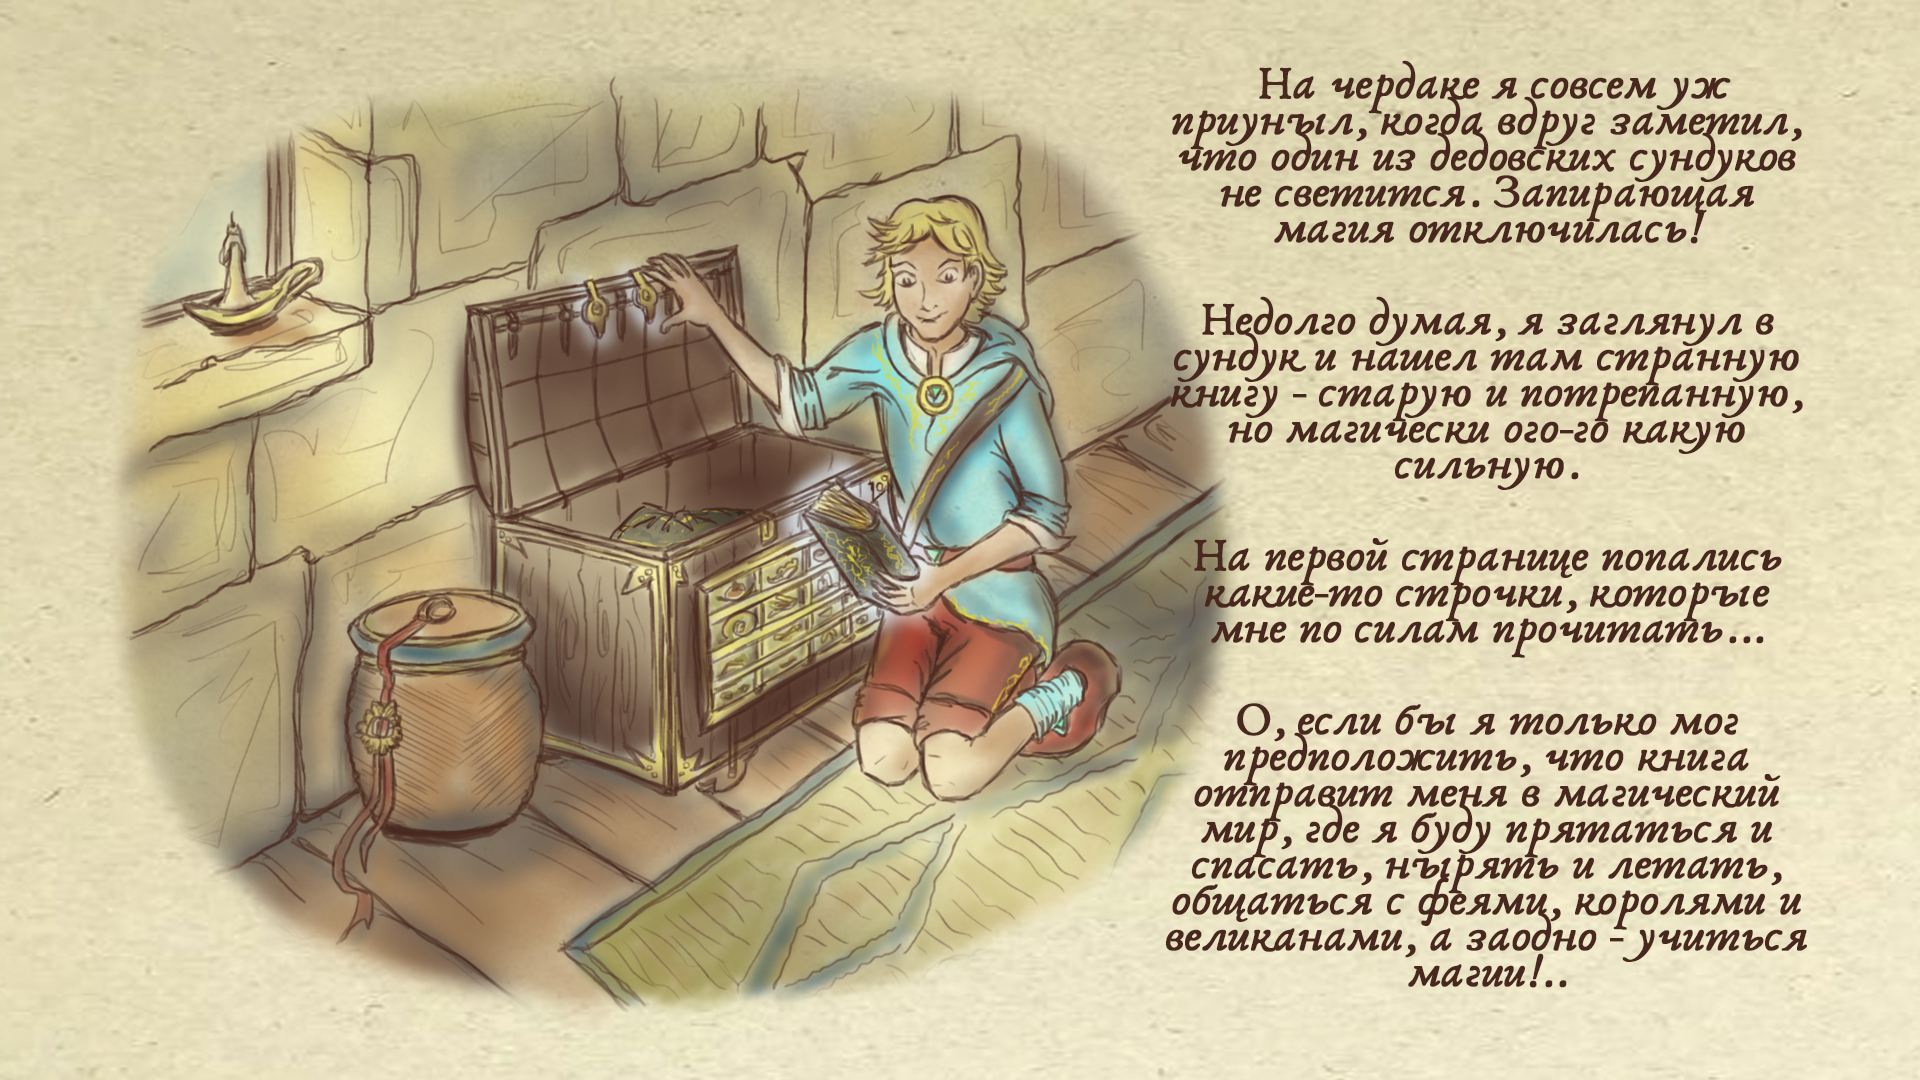 На чердаке я совсем уж
приуныл, когда вдруг заметил,
что один из дедовских сундуков
не светится. Запирающая
магия отключилась!
Недолго думая, я заглянул в
сундук и нашел там странную
книгу - старую и потрепанную,
но магически ого-го какую
сильную.
На первой странице попались
какие-то строчки, которые
мне по силам прочитать...
О, если бы я только мог
предположить, что книга
отправит меня в магический
мир, где я буду прятаться и
спасать, нырять и летать,
общаться с феями, королями и
великанами, а заодно - учиться
магии!..